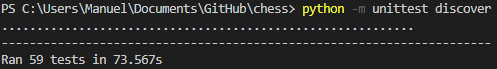 PS C:\Users\Manuel\Documents\GitHub\chess> python -m unittest discover
...........................................................
----------------------------------------------------------------------
Ran 59 tests in 73.567s